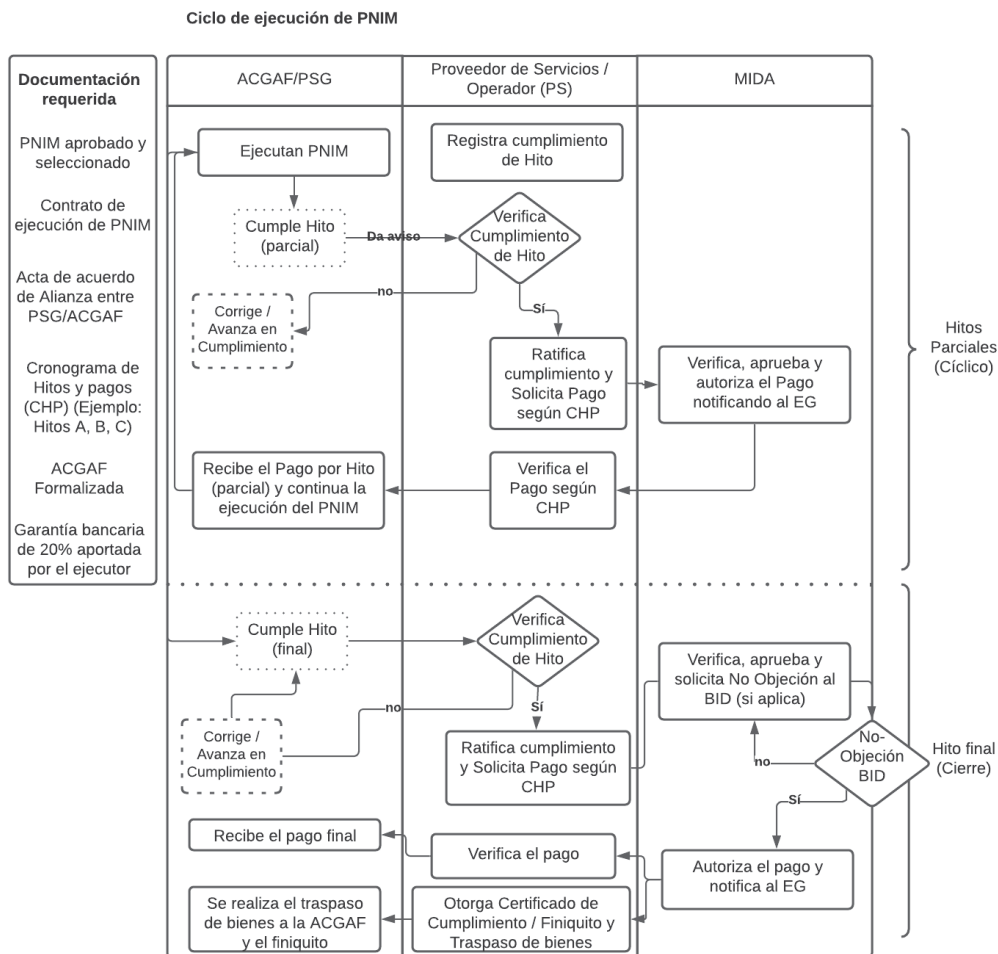 Ciclo de ejecución de PNIM
Documentación
requerida
PNIM aprobado y
seleccionado
Contrato de
ejecución de PNIM
Acta de acuerdo
de Alianza entre
PSG/ACGAF
Cronograma de
Hitos y pagos
(CHP) (Ejemplo:
Hitos A, B, C)
ACGAF
Formalizada
Garantía bancaria
de 20% aportada
por el ejecutor
ACGAF/PSG
Proveedor de Servicios /
Operador (PS)
MIDA
Ejecutan PNIM
Registra cumplimiento
de Hito
Cumple Hito
(parcial)
Da aviso
Verifica
Cumplimiento
de Hito
no
Sí
Corrige /
Avanza en
Cumplimiento
Ratifica
cumplimiento y
Solicita Pago
según CHP
Verifica, aprueba y
autoriza el Pago
notificando al EG
Recibe el Pago por Hito
(parcial) y continua la
ejecución del PNIM
Verifica el
Pago según
CHP
Hitos
Parciales
(Cíclico)
Cumple Hito
(final)
Verifica
Cumplimiento
de Hito
no
Sí
Corrige /
Avanza en
Cumplimiento
Ratifica cumplimiento
y Solicita Pago según
CHP
Verifica, aprueba y
solicita No Objeción al
BID (si aplica)
No-
Objeción
BID
no
Sí
Hito final
(Cierre)
Recibe el pago final
Verifica el pago
Autoriza el pago y
notifica al EG
Se realiza el traspaso
de bienes a la ACGAF
y el finiquito
Otorga Certificado de
Cumplimiento / Finiquito y
Traspaso de bienes